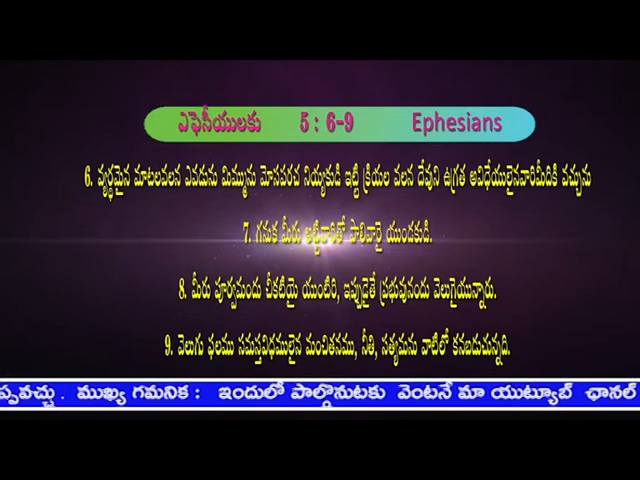 ఎఫెసీయులకు 5 : 6-9 Ephesians
6. వ్యర్థమైన మాటలవలన ఎవడును మిమ్మును మోసపరచ నియ్యకుడి ఇట్టి క్రియల వలన దేవుని ఉగ్రత అవిధేయులైనవారిమీదికి వచ్చును
7. గనుక మీరు అట్టివారితో పాలివారై యుండకుడి.
8. మీరు పూర్వమందు చీకటియై యుంటిరి, ఇప్పుడైతే ప్రభువునందు వెలుగైయున్నారు.
9. వెలుగు ఫలము సమస్తవిధములైన మంచితనము, నీతి, సత్యమను వాటిలో కనబడుచున్నది.
ప్పవచ్చు . ముఖ్య గమనిక : ఇందులో పాల్గొనుటకు వెంటనే మా యుట్యూబ్ ఛానల్